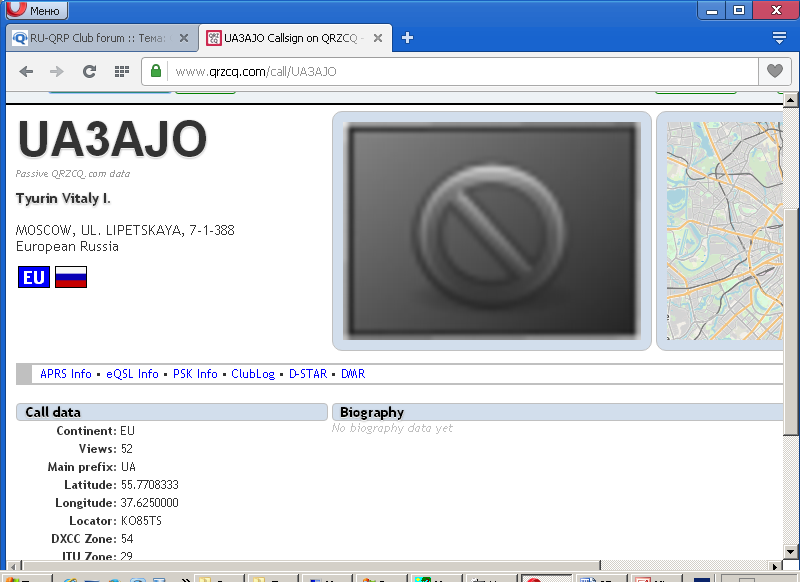 Меню
RU-QRP Club forum :: Тема:
UA3AJO Callsign on QRZCQ -
www.qrzcq.com/call/UA3AJO
UA3AJO
Passive QRZCQ.com data
Tyurin Vitaly I.
MOSCOW, UL. LIPETSKAYA, 7-1-388
European Russia
EU
APRS Info • eQSL Info • PSK Info • ClubLog • D-STAR • DMR
Call data
Biography
No biography data yet
Continent: EU
Views: 52
Main prefix: UA
Latitude: 55.7708333
Longitude: 37.6250000
Locator: KO85TS
DXCC Zone: 54
ITU Zone: 29